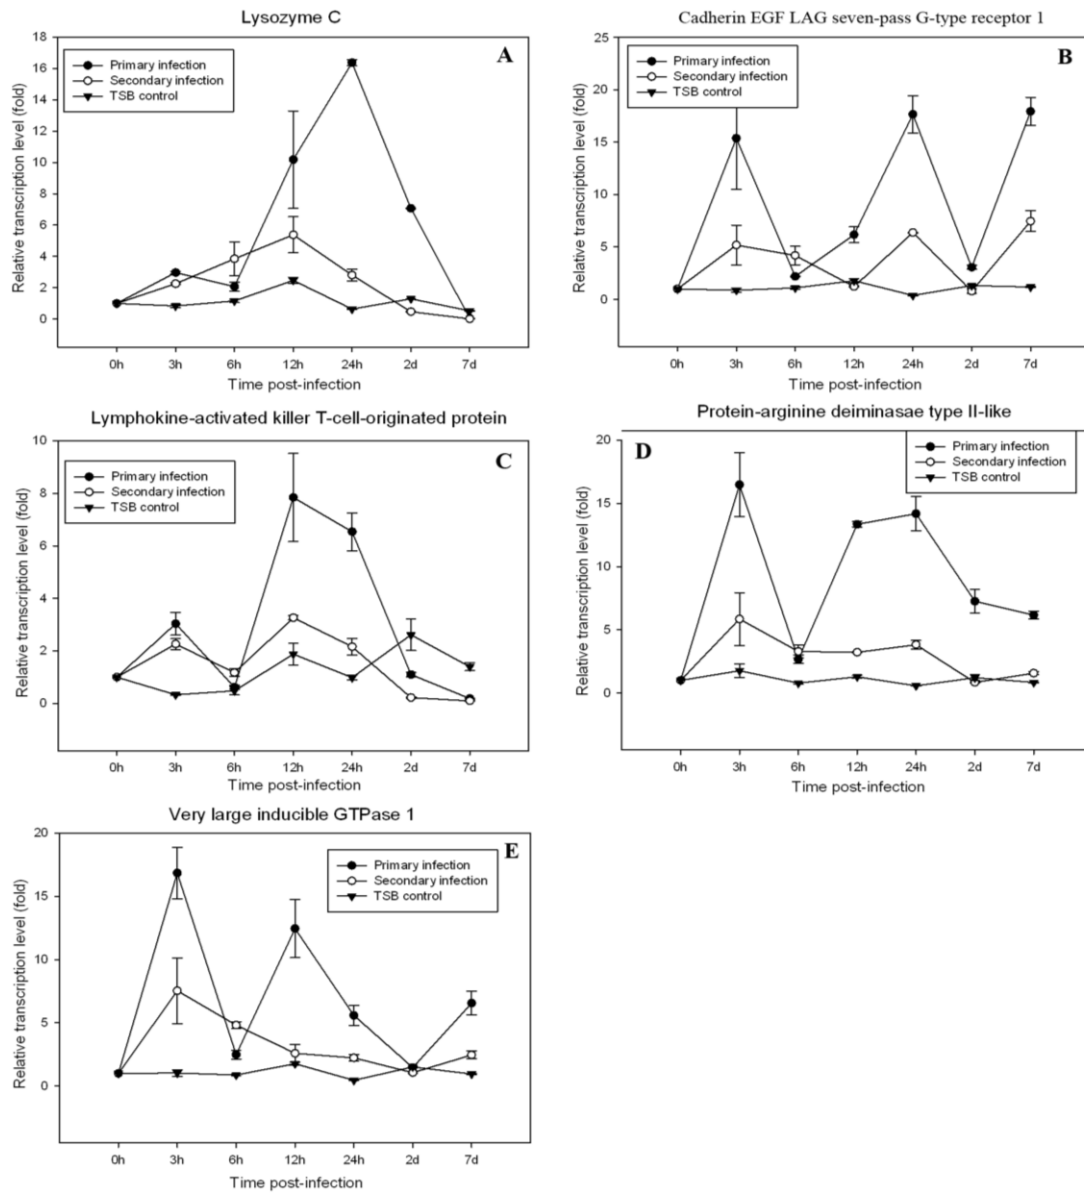 Lysozyme C
A
18
16
14
12
10
8
6
4
2
0
Relative transcription level (fold)
Primary infection
Secondary infection
TSB control
0h 3h 6h 12h 24h 2d 7d
Time post-infection
Cadherin EGF LAG seven-pass G-type receptor 1
B
25
20
15
10
5
0
Relative transcription level (fold)
Primary infection
Secondary infection
TSB control
0h 3h 6h 12h 24h 2d 7d
Time post-infection
Lymphokine-activated killer T-cell-originated protein
C
10
8
6
4
2
0
Relative transcription level (fold)
Primary infection
Secondary infection
TSB control
0h 3h 6h 12h 24h 2d 7d
Time post-infection
Protein-arginine deiminasae type II-like
D
20
15
10
5
0
Relative transcription level (fold)
Primary infection
Secondary infection
TSB control
0h 3h 6h 12h 24h 2d 7d
Time post-infection
Very large inducible GTPase 1
E
20
15
10
5
0
Relative transcription level (fold)
Primary infection
Secondary infection
TSB control
0h 3h 6h 12h 24h 2d 7d
Time post-infection